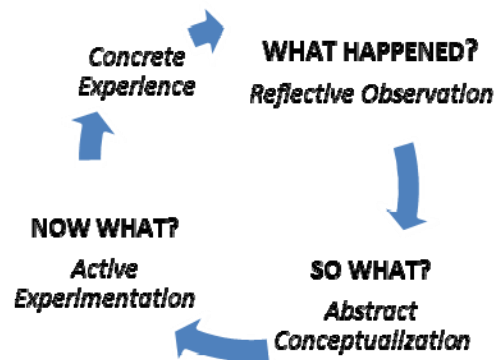 Concrete
Experience
WHAT HAPPENED?
Reflective Observation
SO WHAT?
Abstract
Conceptualization
NOW WHAT?
Active
Experimentation